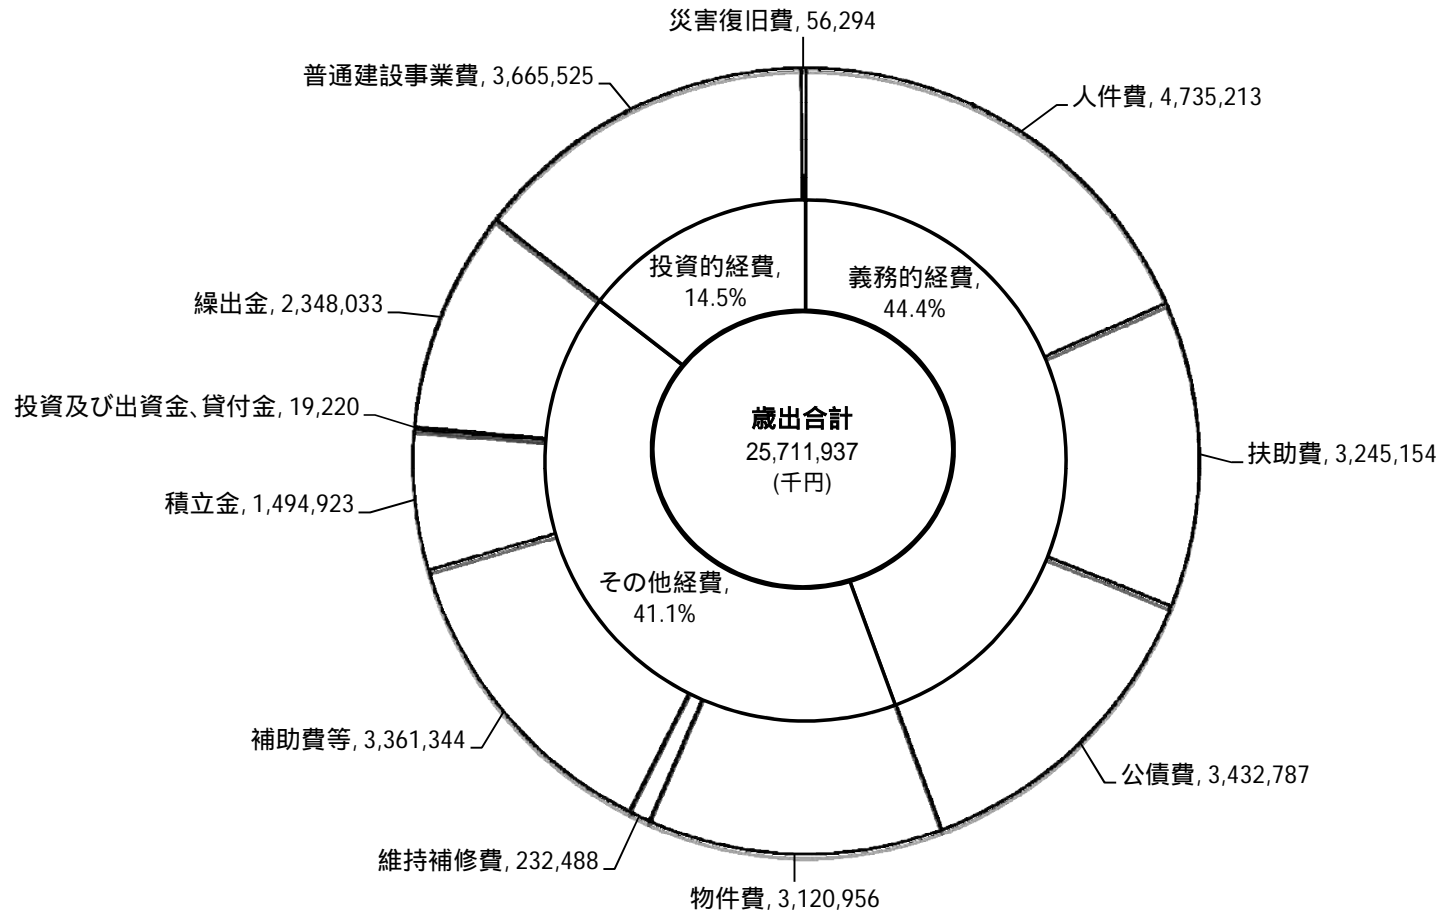 災害復旧費, 56,294
普通建設事業費, 3,665,525
人件費, 4,735,213
投資的経費,
14.5%
義務的経費,
44.4%
繰出金, 2,348,033
投資及び出資金、貸付金, 19,220
歳出合計
25,711,937
(千円)
扶助費, 3,245,154
積立金, 1,494,923
その他経費,
41.1%
補助費等, 3,361,344
公債費, 3,432,787
維持補修費, 232,488
物件費, 3,120,956